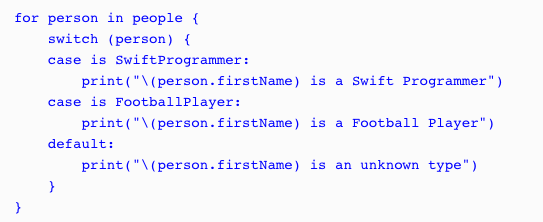 for person in people {
    switch (person) {
    case is SwiftProgrammer:
        print("\(person.firstName) is a Swift Programmer")
    case is FootballPlayer:
        print("\(person.firstName) is a Football Player")
    default:
        print("\(person.firstName) is an unknown type")
    }
}